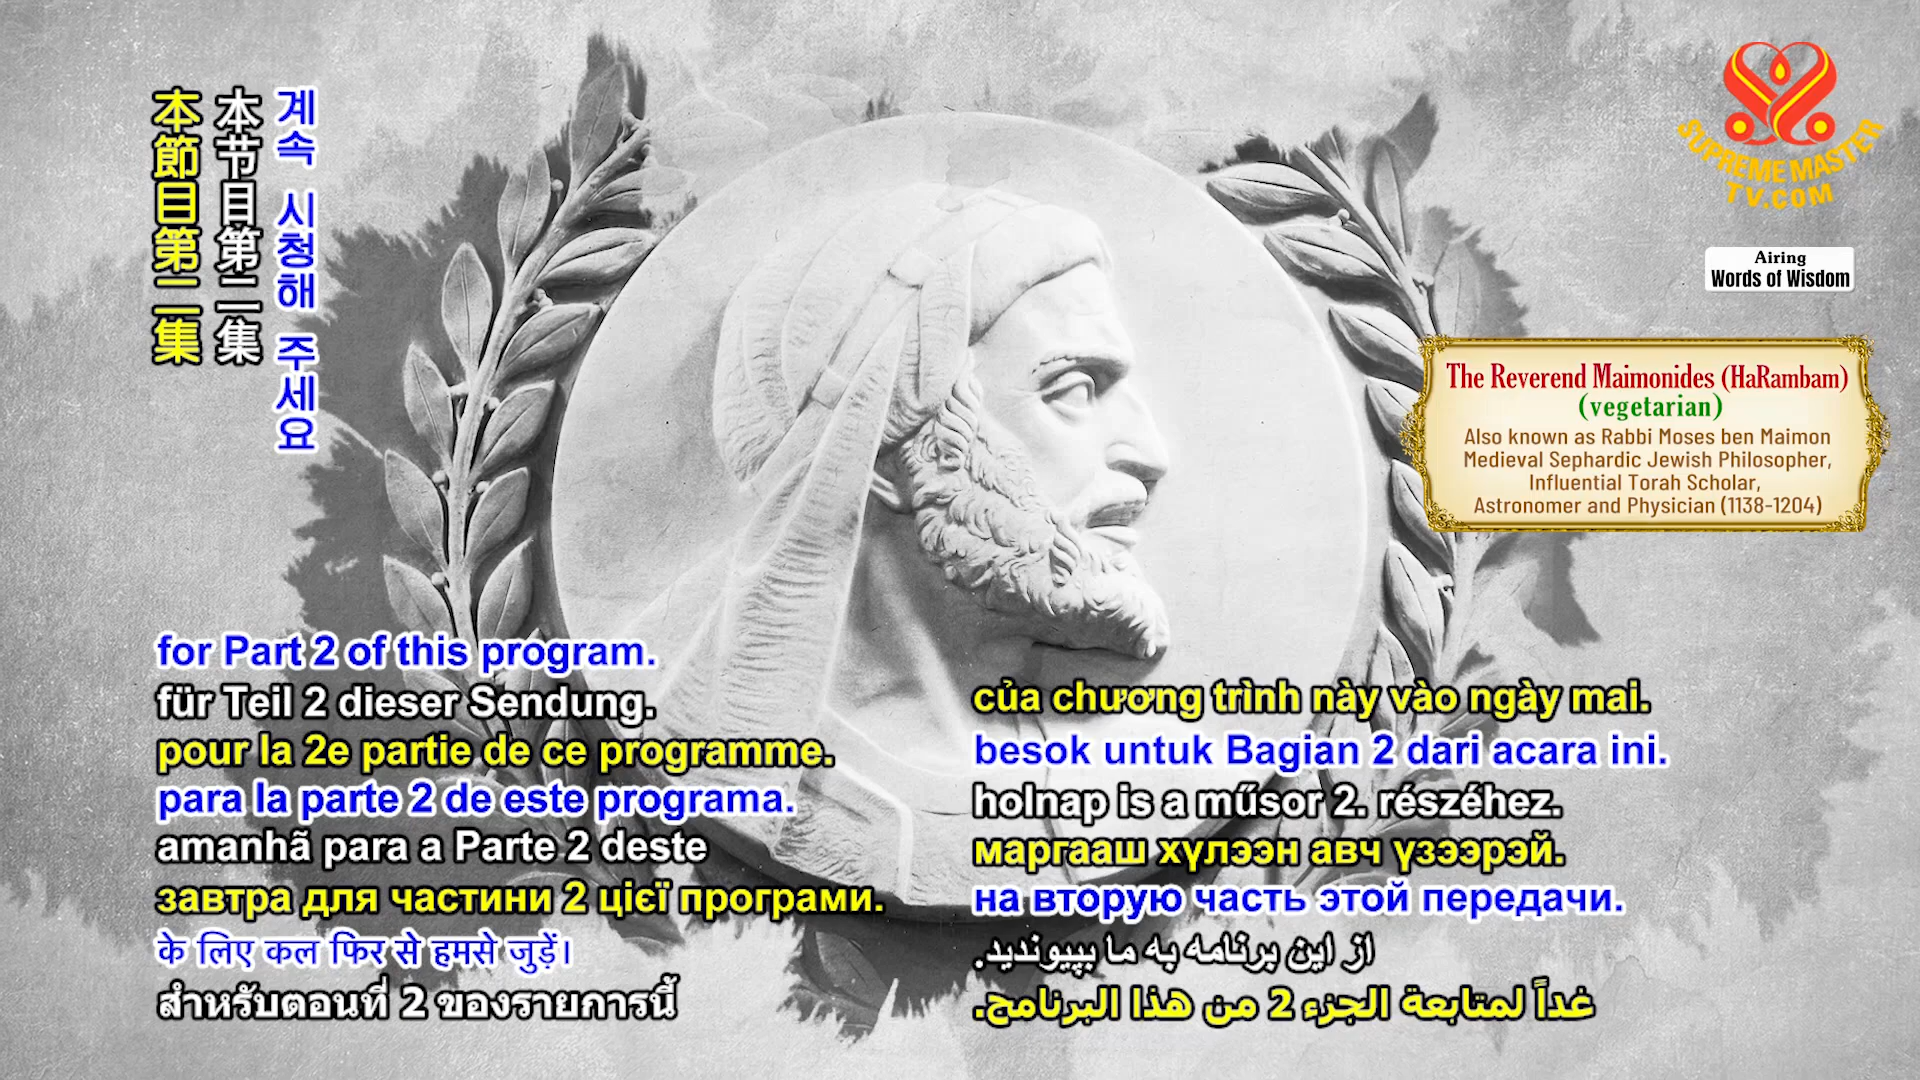 계속 시청해 주세요
本节目第二集
本節目第二集
SUPREME MASTER
TV.COM
Airing
Words of Wisdom
The Reverend Maimonides (HaRambam)
(vegetarian)
Also known as Rabbi Moses ben Maimon
Medieval Sephardic Jewish Philosopher,
Influential Torah Scholar,
Astronomer and Physician (1138-1204)
for Part 2 of this program.
für Teil 2 dieser Sendung.
pour la 2e partie de ce programme.
para la parte 2 de este programa.
amanhã para a Parte 2 deste
завтра для частини 2 цієї програми.
के लिए कल फिर से हमसे जुड़ें।
สำหรับตอนที่ 2 ของรายการนี้
của chương trình này vào ngày mai.
besok untuk Bagian 2 dari acara ini.
holnap is a műsor 2. részéhez.
маргааш хүлээн авч үзээрэй.
на вторую часть этой передачи.
از این برنامه به ما بپیوندید.
غداً لمتابعة الجزء 2 من هذا البرنامج.